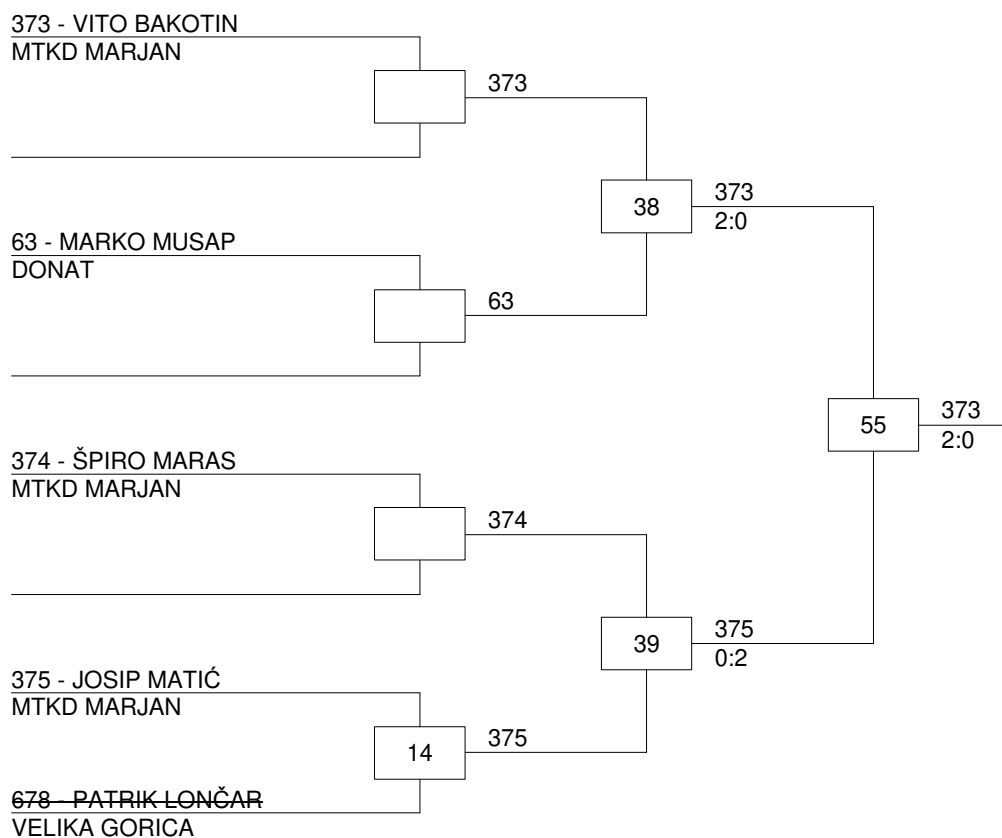 373 - VITO BAKOTIN
MTKD MARJAN
373
38
373
2:0
63 - MARKO MUSAP
DONAT
63
55
373
2:0
374 - ŠPIRO MARAS
MTKD MARJAN
374
39
375
0:2
375 - JOSIP MATIĆ
MTKD MARJAN
14
375
678 - PATRIK LONČAR
VELIKA GORICA